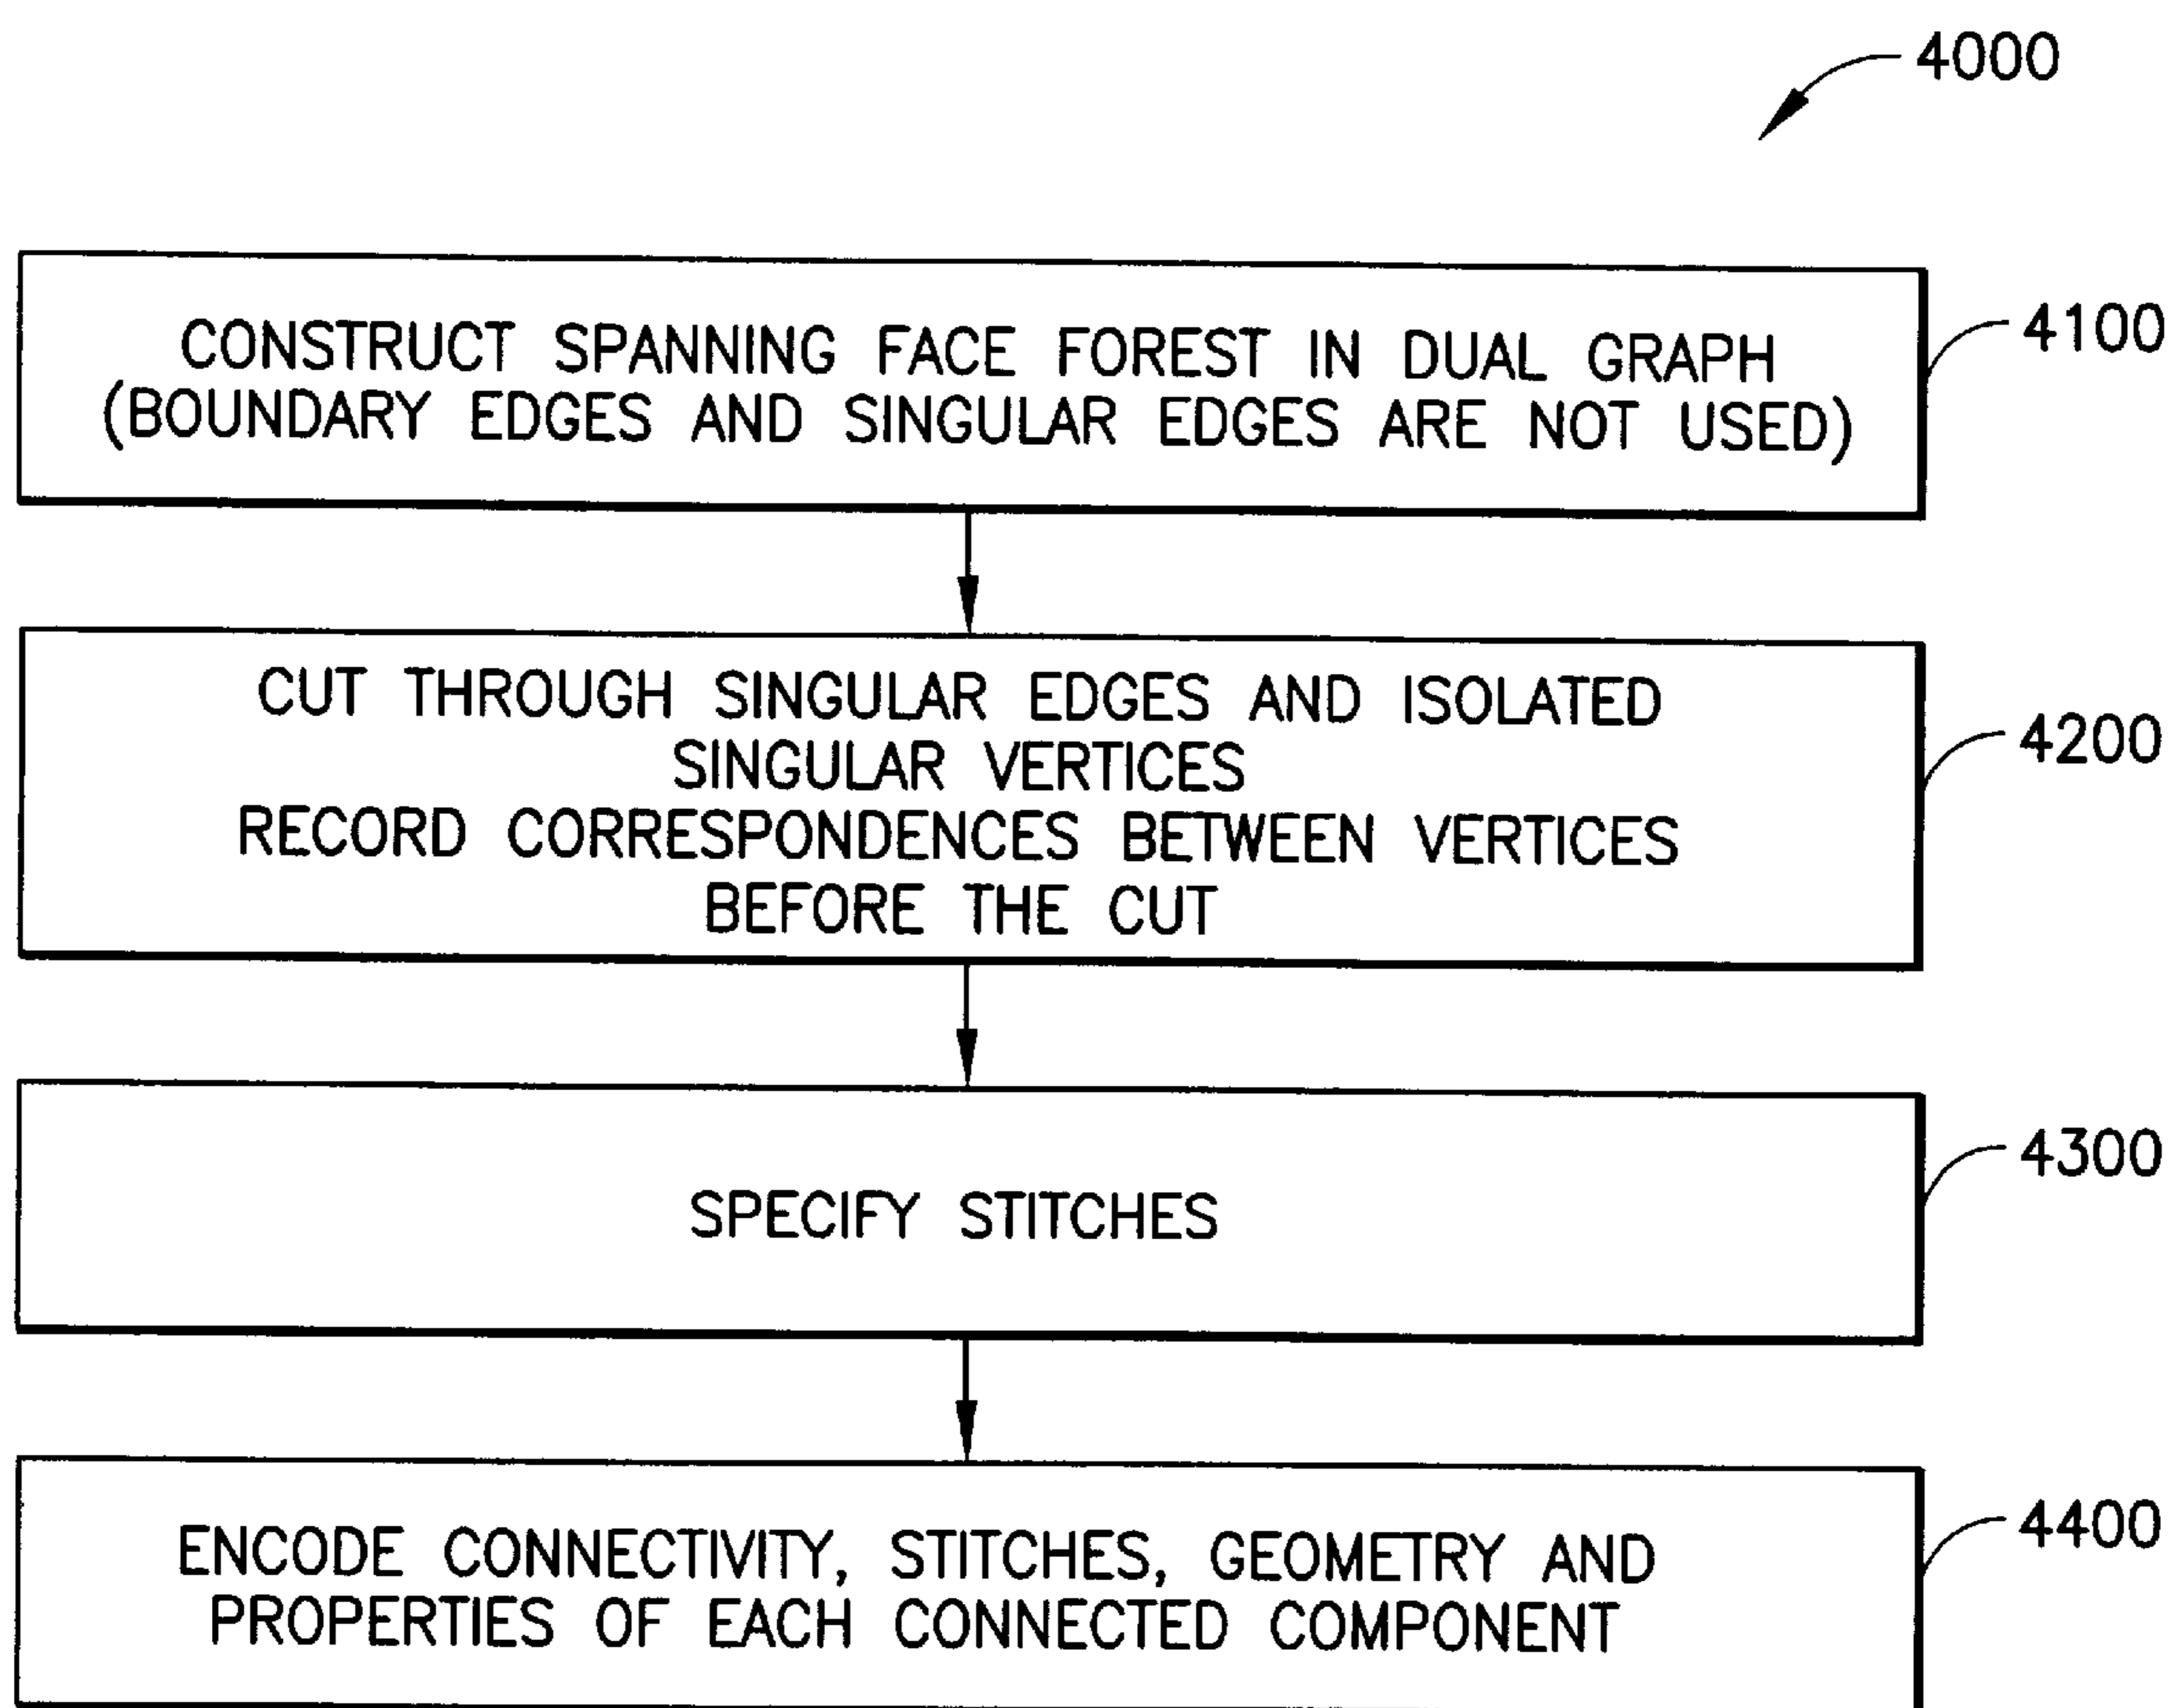 4000
CONSTRUCT SPANNING FACE FOREST IN DUAL GRAPH
(BOUNDARY EDGES AND SINGULAR EDGES ARE NOT USED)
4100
CUT THROUGH SINGULAR EDGES AND ISOLATED
SINGULAR VERTICES
RECORD CORRESPONDENCES BETWEEN VERTICES
BEFORE THE CUT
4200
SPECIFY STITCHES
4300
ENCODE CONNECTIVITY, STITCHES, GEOMETRY AND
PROPERTIES OF EACH CONNECTED COMPONENT
4400